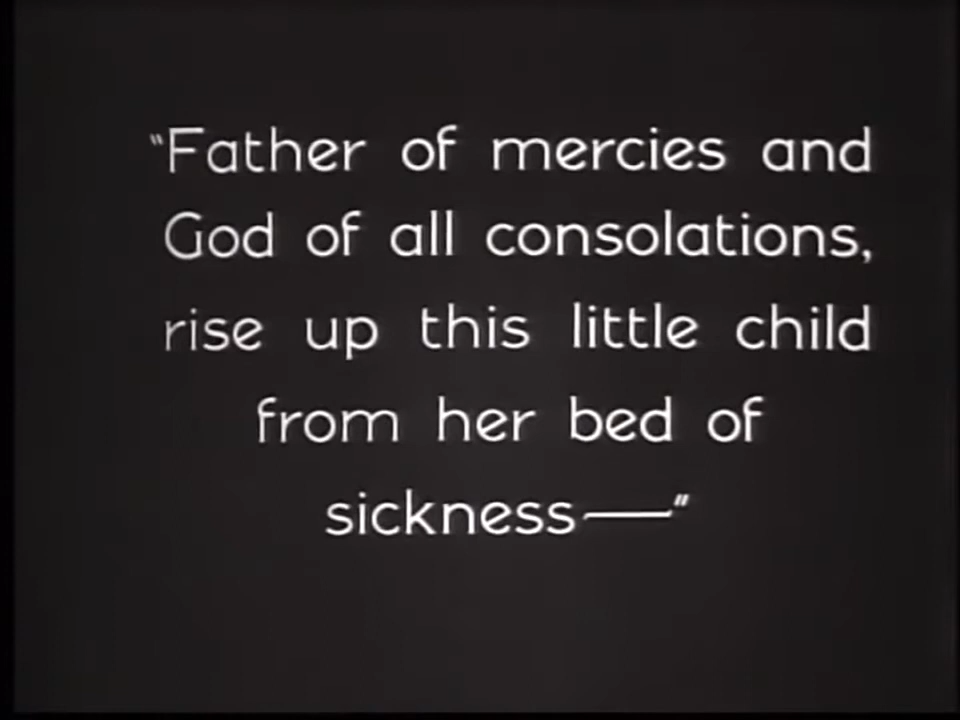 "Father of mercies and
God of all consolations,
rise up this little child
from her bed of
sickness—"